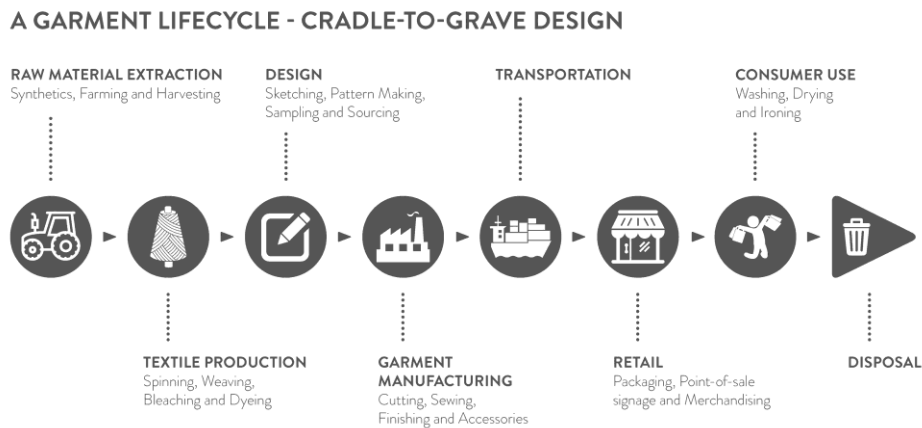 A GARMENT LIFECYCLE - CRADLE-TO-GRAVE DESIGN
RAW MATERIAL EXTRACTION
Synthetics, Farming and Harvesting
DESIGN
Sketching, Pattern Making,
Sampling and Sourcing
TRANSPORTATION
CONSUMER USE
Washing, Drying
and Ironing
TEXTILE PRODUCTION
Spinning, Weaving,
Bleaching and Dyeing
GARMENT
MANUFACTURING
Cutting, Sewing,
Finishing and Accessories
RETAIL
Packaging, Point-of-sale
signage and Merchandising
DISPOSAL